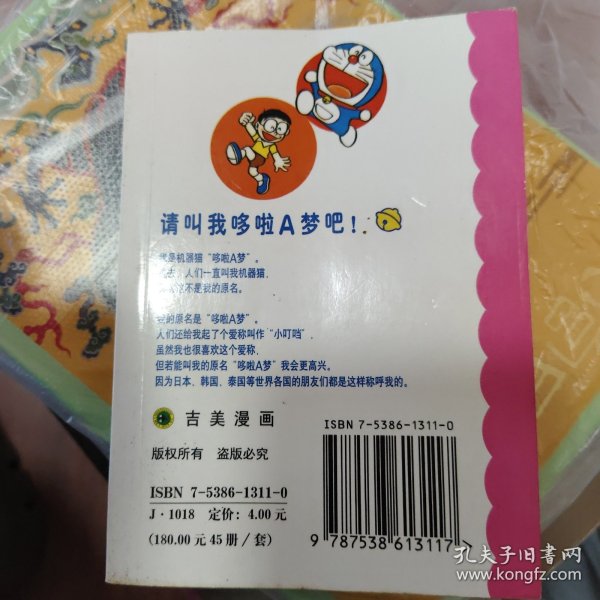 请叫我哆啦A梦吧！
是机器猫“哆啦A梦”。
人们一直叫我机器猫，
不是我的原名。
的原名是“哆啦A梦”。
人们还给我起了个爱称叫作“小叮当”，
虽然我也很喜欢这个爱称，
但若能叫我的原名“哆啦A梦”我会更高兴。
因为日本、韩国、泰国等世界各国的朋友们都是这样称呼我的。
吉美漫画
版权所有 盗版必究
ISBN 7-5386-1311-0
J·1018 定价：4.00元
(180.00元45册/套)
ISBN 7-5386-1311-0
9 787538 613117 >
孔夫子旧书网
www.kongfz.com